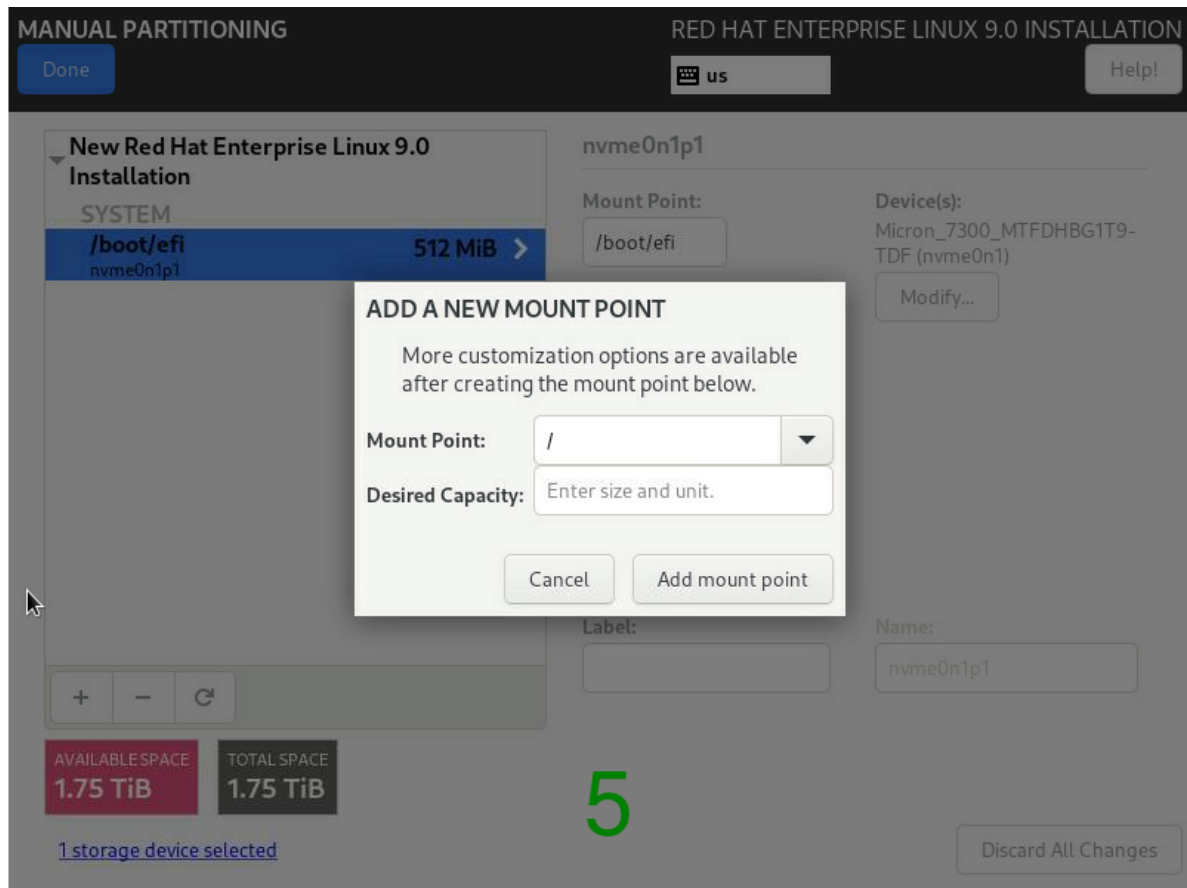 MANUAL PARTITIONING
RED HAT ENTERPRISE LINUX 9.0 INSTALLATION
Done
us
Help!
New Red Hat Enterprise Linux 9.0
Installation
SYSTEM
/boot/efi
512 MiB
nvme0n1p1
nvme0n1p1
Mount Point:
/boot/efi
Device(s):
Micron_7300_MTFDHBG1T9-
TDF (nvme0n1)
Modify...
ADD A NEW MOUNT POINT
More customization options are available
after creating the mount point below.
Mount Point:
/
Desired Capacity:
Enter size and unit.
Cancel
Add mount point
Label:
Name:
nvme0n1p1
+
−
AVAILABLE SPACE
1.75 TiB
TOTAL SPACE
1.75 TiB
5
1 storage device selected
Discard All Changes